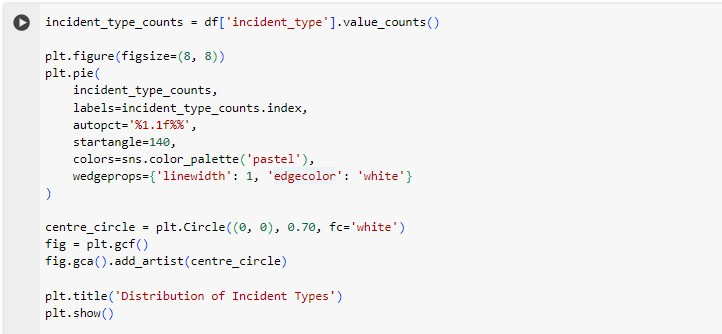 incident_type_counts = df['incident_type'].value_counts()
plt.figure(figsize=(8, 8))
plt.pie(
    incident_type_counts,
    labels=incident_type_counts.index,
    autopct='%1.1f%%',
    startangle=140,
    colors=sns.color_palette('pastel'),
    wedgeprops={'linewidth': 1, 'edgecolor': 'white'}
)
centre_circle = plt.Circle((0, 0), 0.70, fc='white')
fig = plt.gcf()
fig.gca().add_artist(centre_circle)
plt.title('Distribution of Incident Types')
plt.show()